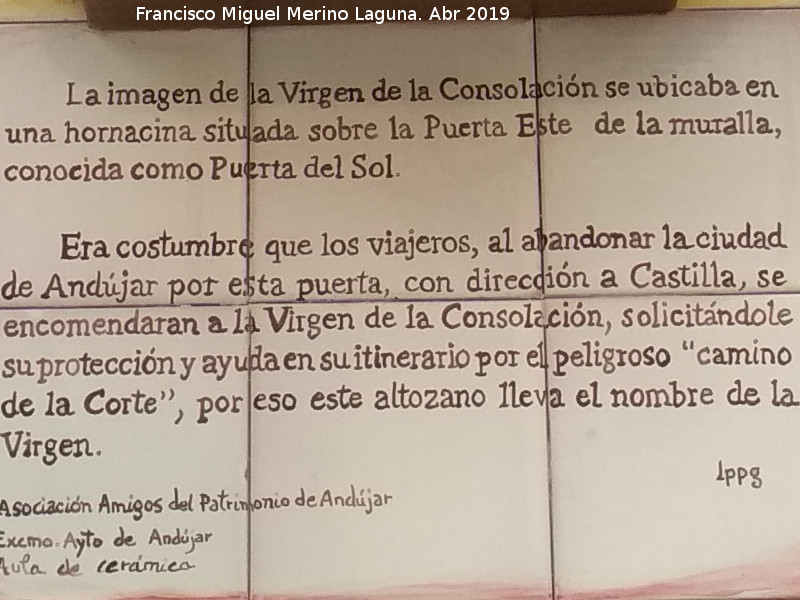 Francisco Miguel Merino Laguna. Abr 2019
La imagen de la Virgen de la Consolación se ubicaba en
una hornacina situada sobre la Puerta Este de la muralla,
conocida como Puerta del Sol.
Era costumbre que los viajeros, al abandonar la ciudad
de Andújar por esta puerta, con dirección a Castilla, se
encomendaran a la Virgen de la Consolación, solicitándole
su protección y ayuda en su itinerario por el peligroso "camino
de la Corte", por eso este altozano lleva el nombre de la
Virgen.
lppg
Asociación Amigos del Patrimonio de Andújar
Excmo. Ayto de Andújar
Aula de cerámica